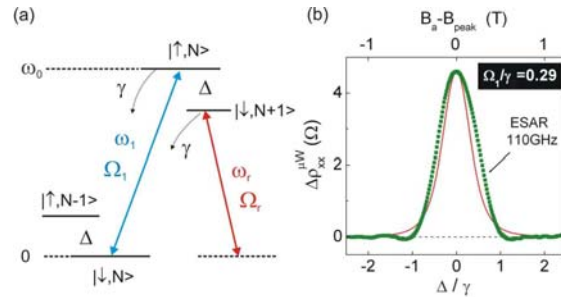 (a)
|↑,N>
ω₀
γ
Δ
|↓,N+1>
ω₁
Ω₁
γ
ωᵣ
Ωᵣ
|↑,N-1>
Δ
0
|↓,N>
(b)
Bₐ-Bₚₑₐₖ (T)
-1 0 1
Ω₁/γ =0.29
ESAR
110GHz
Δρₓₓ^μW (Ω)
4
2
0
-2 -1 0 1 2
Δ / γ